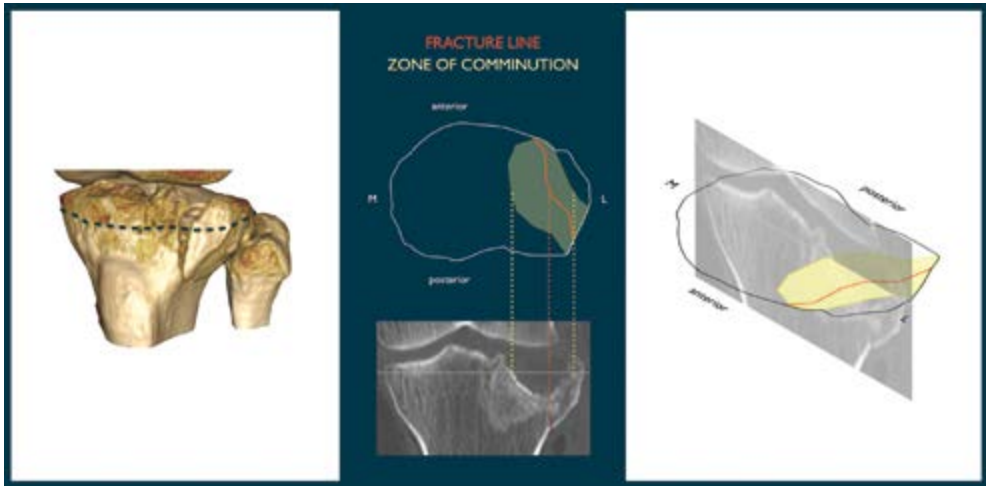 FRACTURE LINE
ZONE OF COMMINUTION
anterior
M
L
posterior
M
posterior
anterior
L